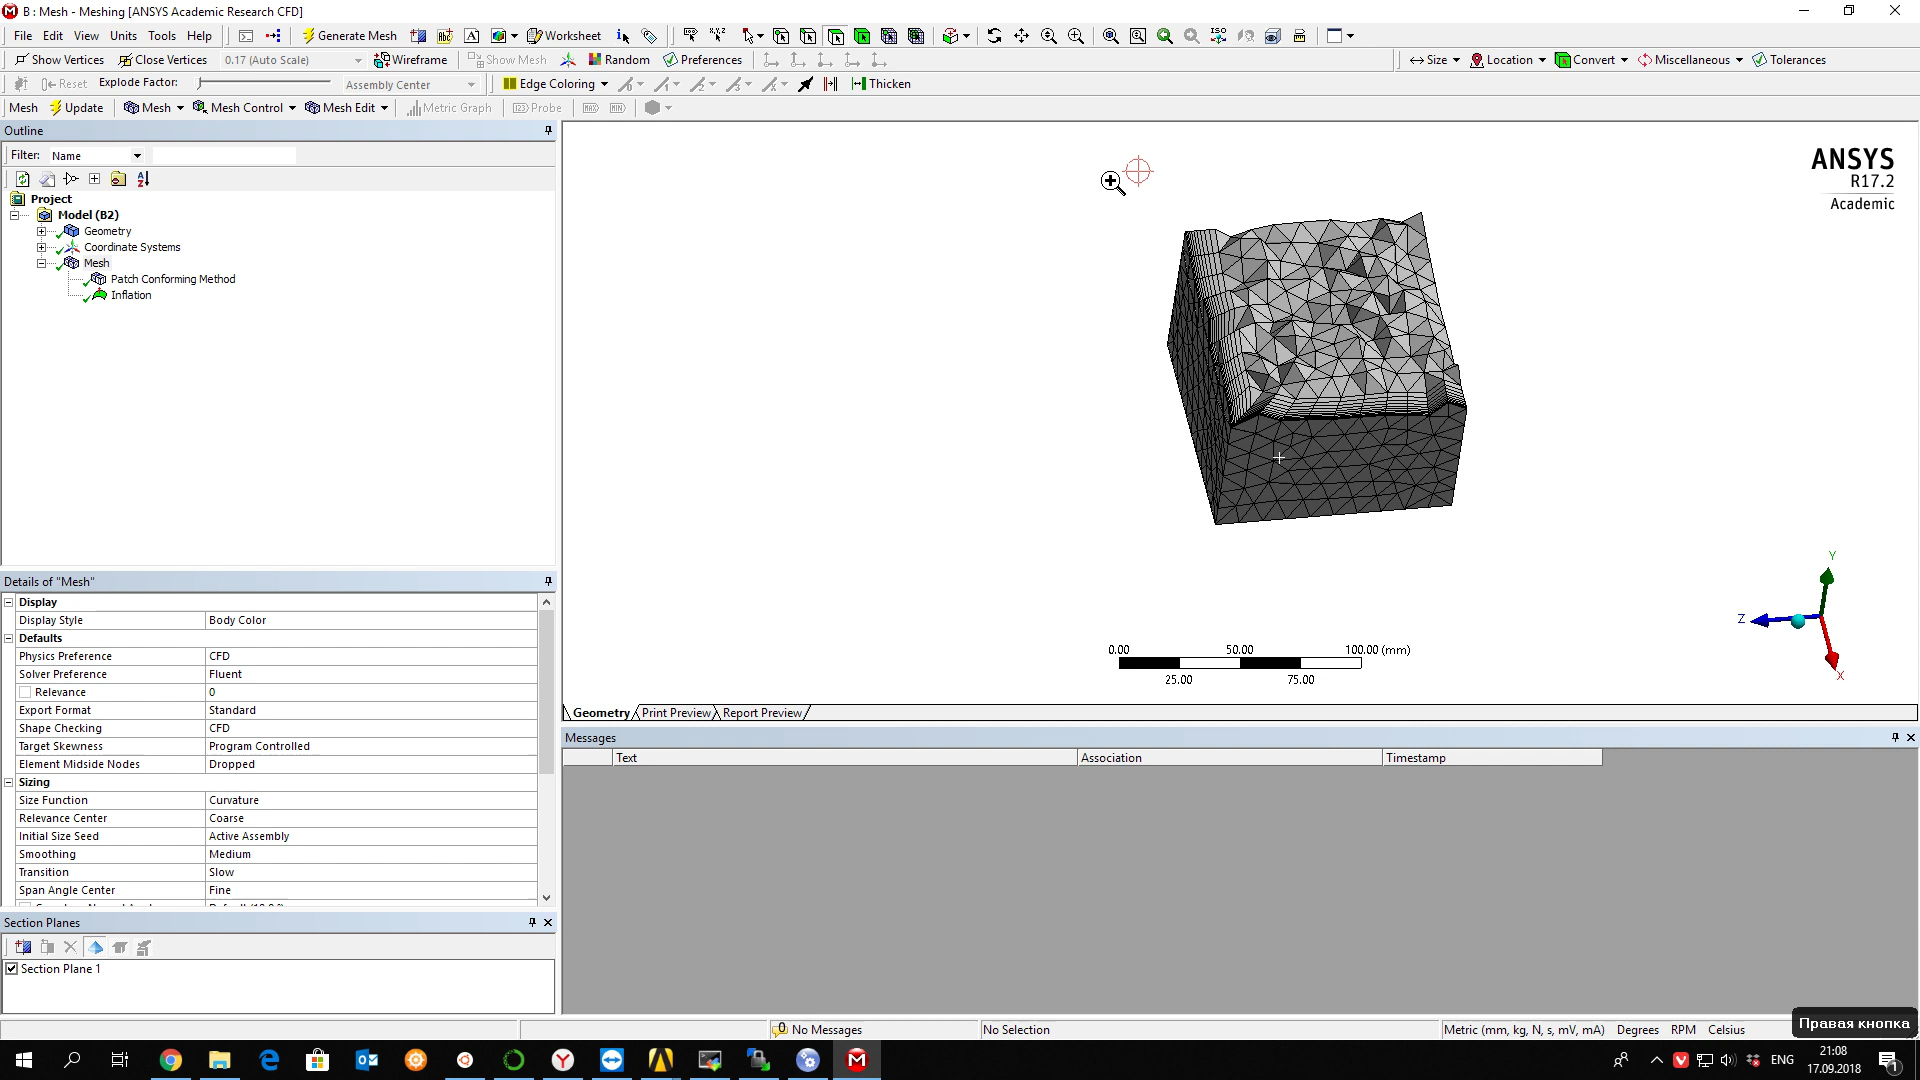 B : Mesh - Meshing [ANSYS Academic Research CFD]
File Edit View Units Tools Help Generate Mesh Worksheet
Show Vertices Close Vertices 0.17 (Auto Scale) Wireframe Show Mesh Random Preferences Size Location Convert Miscellaneous Tolerances
Reset Explode Factor: Assembly Center Edge Coloring Thicken
Mesh Update Mesh Mesh Control Mesh Edit Metric Graph Probe
Outline
Filter: Name
Project
Model (B2)
Geometry
Coordinate Systems
Mesh
Patch Conforming Method
Inflation
Details of "Mesh"
Display
Display Style Body Color
Defaults
Physics Preference CFD
Solver Preference Fluent
Relevance 0
Export Format Standard
Shape Checking CFD
Target Skewness Program Controlled
Element Midside Nodes Dropped
Sizing
Size Function Curvature
Relevance Center Coarse
Initial Size Seed Active Assembly
Smoothing Medium
Transition Slow
Span Angle Center Fine
Section Planes
Section Plane 1
ANSYS
R17.2
Academic
Y
Z
X
0.00 50.00 100.00 (mm)
25.00 75.00
Geometry Print Preview Report Preview
Messages
Text Association Timestamp
0 No Messages No Selection Metric (mm, kg, N, s, mV, mA) Degrees RPM Celsius
Правая кнопка
ENG
21:08
17.09.2018
1